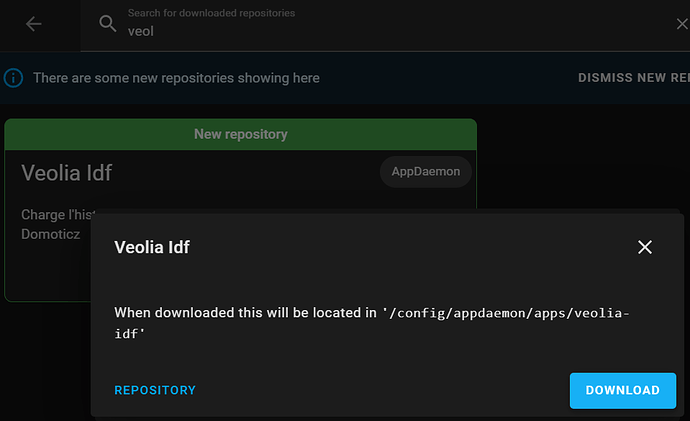 Search for downloaded repositories
veol
There are some new repositories showing here
DISMISS NEW
New repository
Veolia Idf
AppDaemon
Charge l'hist
Domoticz
Veolia Idf
When downloaded this will be located in '/config/appdaemon/apps/veolia-
idf'
REPOSITORY
DOWNLOAD